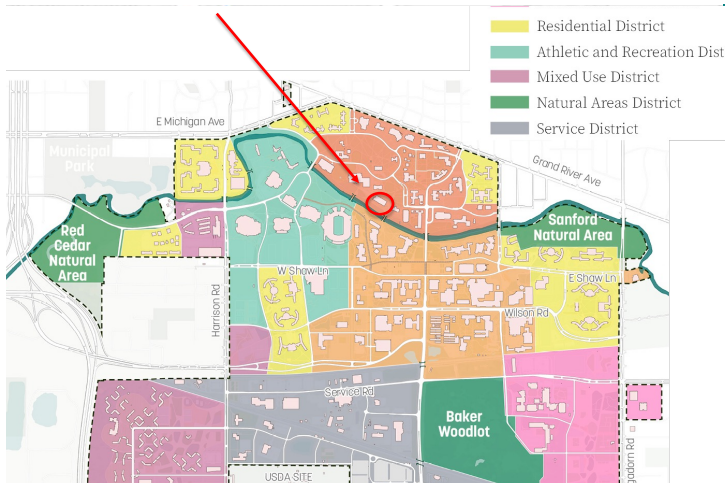 Residential District
Athletic and Recreation Dist
Mixed Use District
Natural Areas District
Service District
E Michigan Ave
Municipal
Park
Grand River Ave
Red
Cedar
Natural
Area
Sanford
Natural Area
W Shaw Ln
E Shaw Ln
Harrison Rd
Wilson Rd
Service Rd
Baker
Woodlot
gadorn Rd
USDA SITE